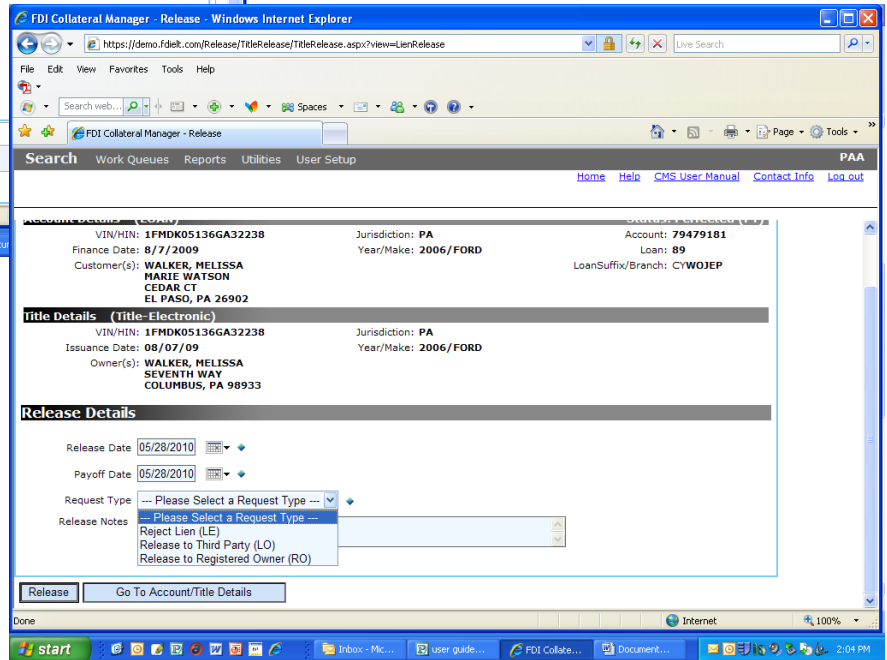 FDI Collateral Manager - Release - Windows Internet Explorer
https://demo.fdielt.com/Release/TitleRelease/TitleRelease.aspx?view=LienRelease
Live Search
File Edit View Favorites Tools Help
Search web...
Spaces
FDI Collateral Manager - Release
Page Tools
Search Work Queues Reports Utilities User Setup PAA
Home Help CMS User Manual Contact Info Log out
Account Details (LOAN) Status: Perfected (PT)
VIN/HIN: 1FMDK05136GA32238 Jurisdiction: PA Account: 79479181
Finance Date: 8/7/2009 Year/Make: 2006/FORD Loan: 89
Customer(s): WALKER, MELISSA LoanSuffix/Branch: CYWOJEP
MARIE WATSON
CEDAR CT
EL PASO, PA 26902
Title Details (Title-Electronic)
VIN/HIN: 1FMDK05136GA32238 Jurisdiction: PA
Issuance Date: 08/07/09 Year/Make: 2006/FORD
Owner(s): WALKER, MELISSA
SEVENTH WAY
COLUMBUS, PA 98933
Release Details
Release Date 05/28/2010
Payoff Date 05/28/2010
Request Type --- Please Select a Request Type ---
Release Notes --- Please Select a Request Type ---
Reject Lien (LE)
Release to Third Party (LO)
Release to Registered Owner (RO)
Release Go To Account/Title Details
Done Internet 100%
start Inbox - Mic... user guide... FDI Collate... Document... 2:04 PM